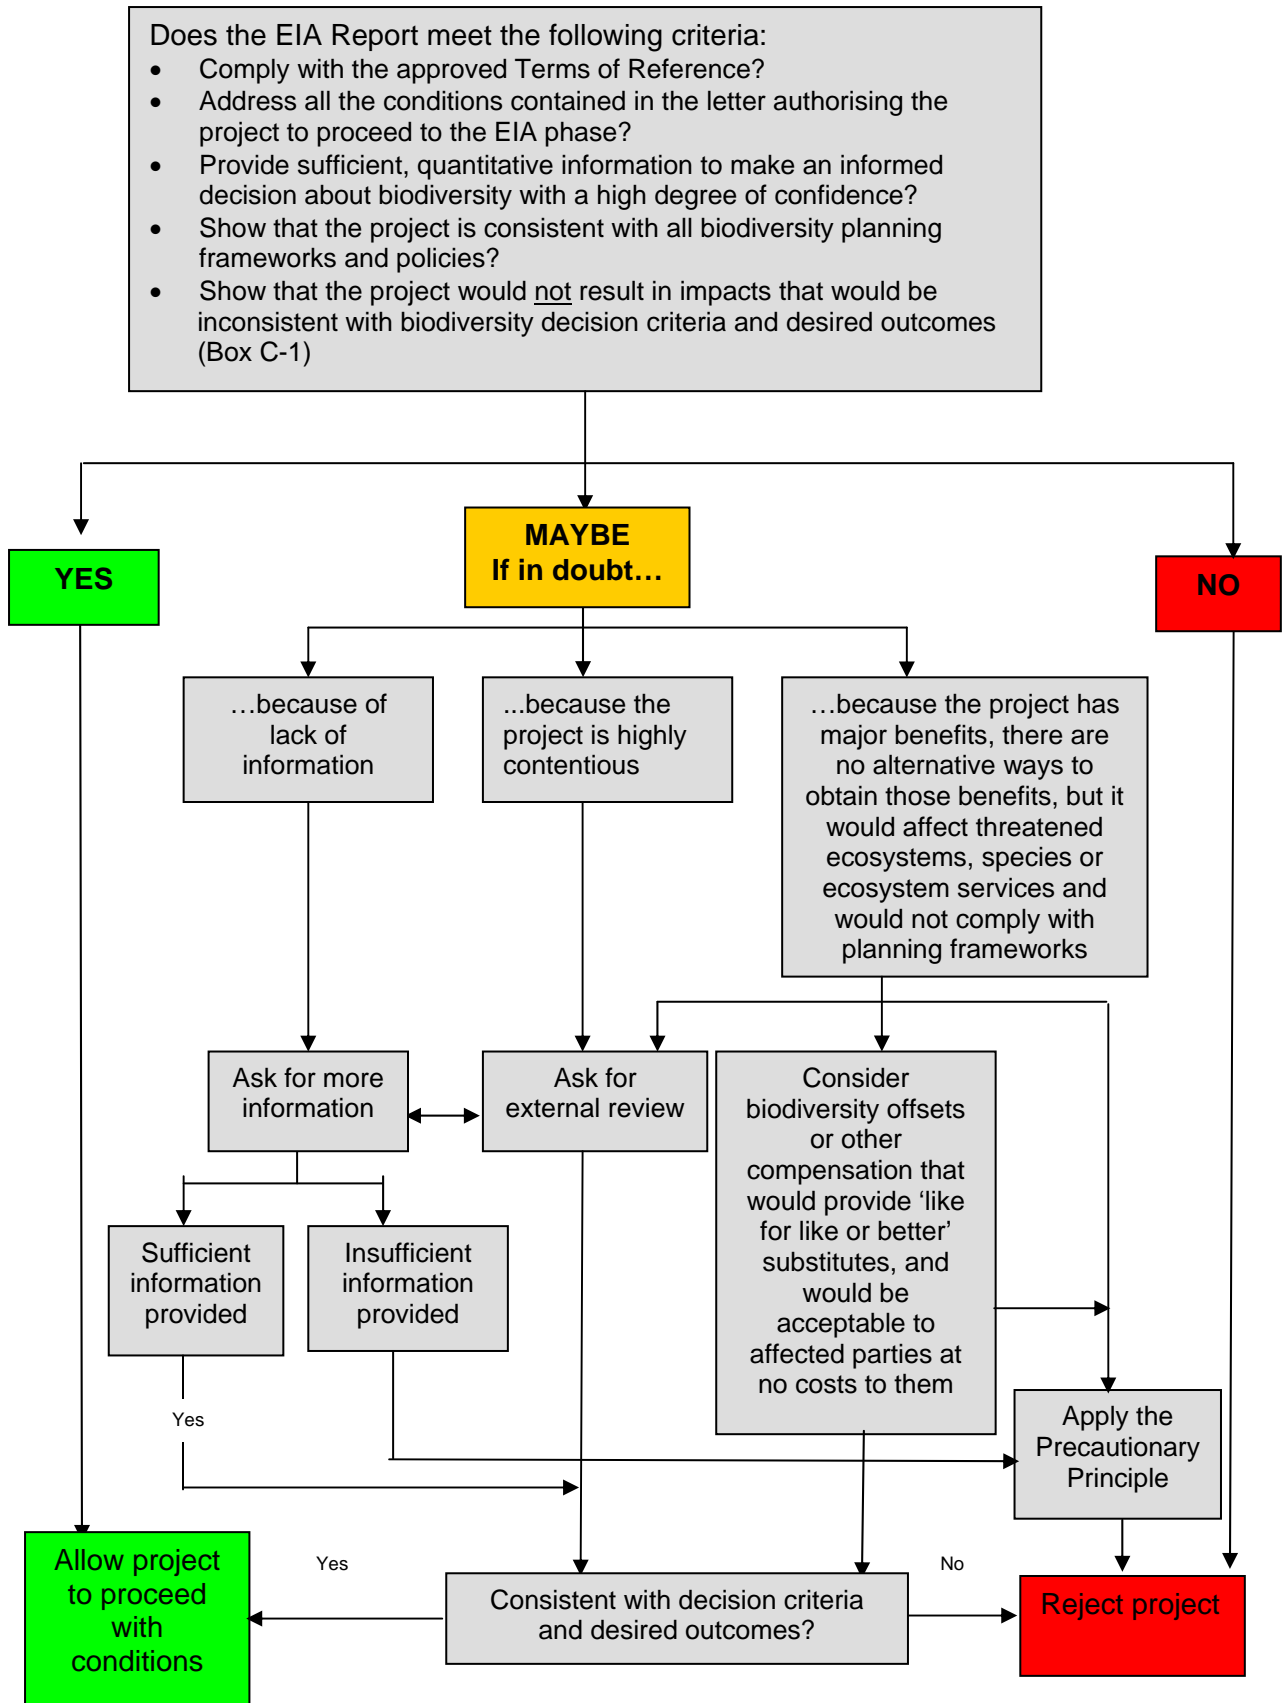 Does the EIA Report meet the following criteria:
• Comply with the approved Terms of Reference?
• Address all the conditions contained in the letter authorising the
project to proceed to the EIA phase?
• Provide sufficient, quantitative information to make an informed
decision about biodiversity with a high degree of confidence?
• Show that the project is consistent with all biodiversity planning
frameworks and policies?
• Show that the project would not result in impacts that would be
inconsistent with biodiversity decision criteria and desired outcomes
(Box C-1)
YES
MAYBE
If in doubt…
NO
…because of
lack of
information
...because the
project is highly
contentious
…because the project has
major benefits, there are
no alternative ways to
obtain those benefits, but it
would affect threatened
ecosystems, species or
ecosystem services and
would not comply with
planning frameworks
Ask for more
information
Ask for
external review
Consider
biodiversity offsets
or other
compensation that
would provide ‘like
for like or better’
substitutes, and
would be
acceptable to
affected parties at
no costs to them
Sufficient
information
provided
Insufficient
information
provided
Yes
Apply the
Precautionary
Principle
Allow project
to proceed
with
conditions
Yes
Consistent with decision criteria
and desired outcomes?
No
Reject project